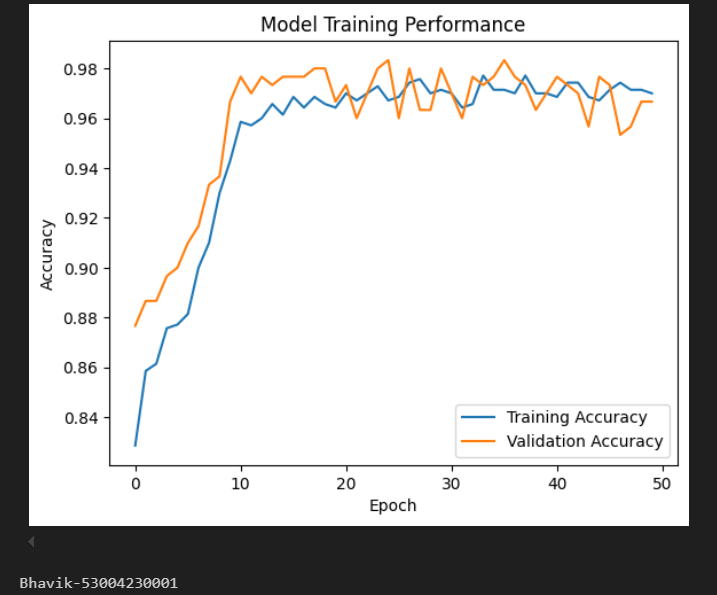 Model Training Performance
Accuracy
0.98
0.96
0.94
0.92
0.90
0.88
0.86
0.84
Training Accuracy
Validation Accuracy
0 10 20 30 40 50
Epoch
Bhavik-53004230001